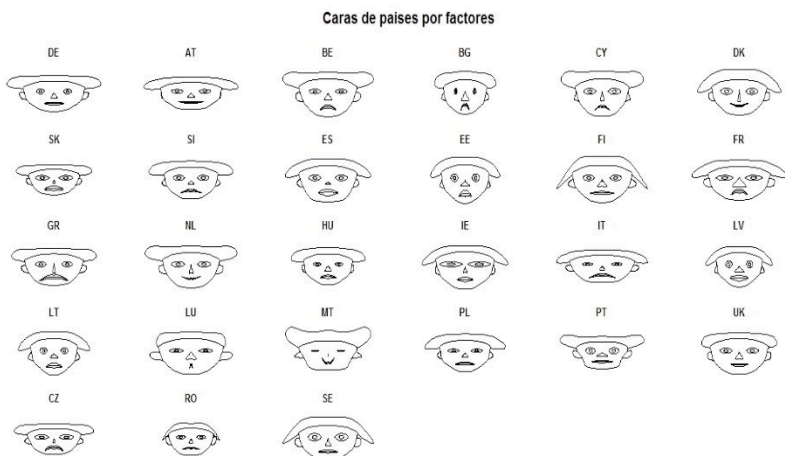 Caras de paises por factores
DE AT BE BG CY DK
SK SI ES EE FI FR
GR NL HU IE IT LV
LT LU MT PL PT UK
CZ RO SE